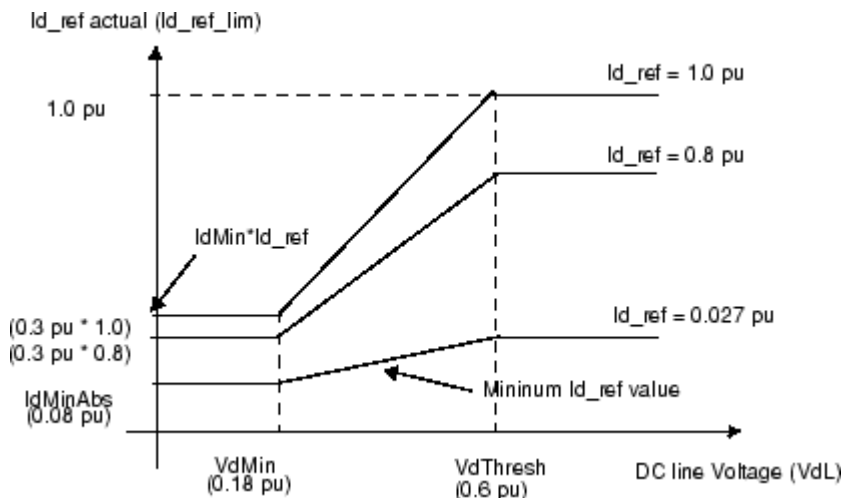 Id_ref actual (Id_ref_lim)
Id_ref = 1.0 pu
1.0 pu
Id_ref = 0.8 pu
IdMin*Id_ref
(0.3 pu * 1.0)
(0.3 pu * 0.8)
Id_ref = 0.027 pu
IdMinAbs
(0.08 pu)
Mininum Id_ref value
VdMin
(0.18 pu)
VdThresh
(0.6 pu)
DC line Voltage (VdL)